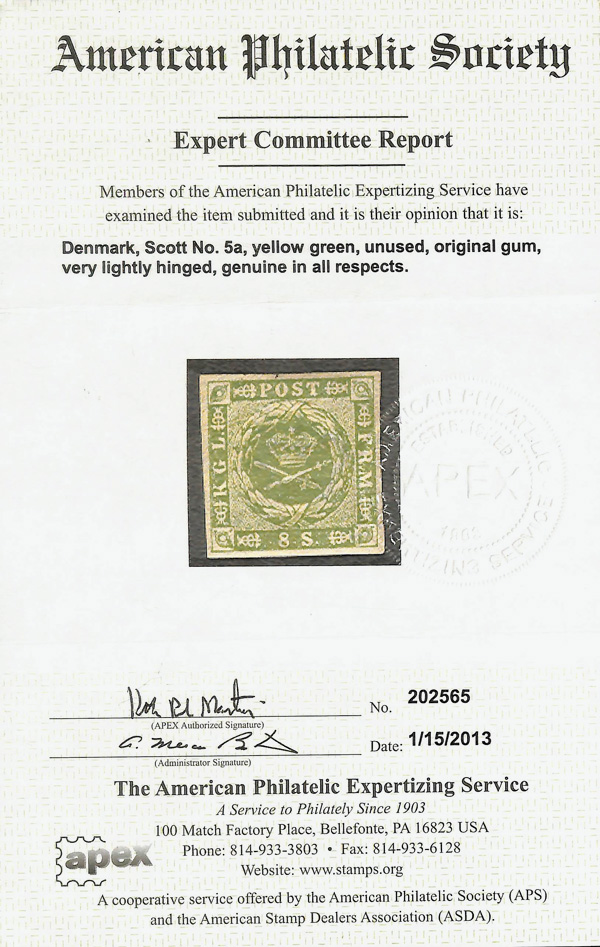 American Philatelic Society
Expert Committee Report
Members of the American Philatelic Expertizing Service have
examined the item submitted and it is their opinion that it is:
Denmark, Scott No. 5a, yellow green, unused, original gum,
very lightly hinged, genuine in all respects.
POST
K G L
F R M
8 S.
AMERICAN PHILATELIC
ESTAB.
APEX
1903
No. 202565
(APEX Authorized Signature)
Date: 1/15/2013
(Administrator Signature)
The American Philatelic Expertizing Service
A Service to Philately Since 1903
100 Match Factory Place, Bellefonte, PA 16823 USA
Phone: 814-933-3803 • Fax: 814-933-6128
Website: www.stamps.org
apex
A cooperative service offered by the American Philatelic Society (APS)
and the American Stamp Dealers Association (ASDA).